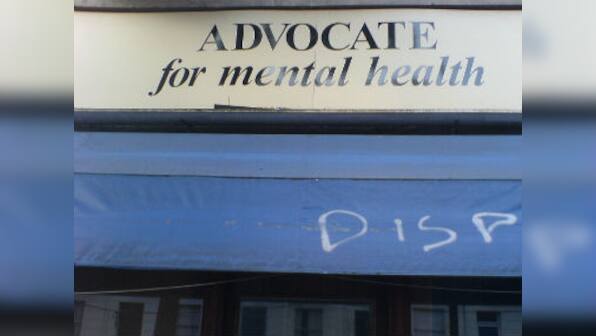 ADVOCATE
for mental health
DISP